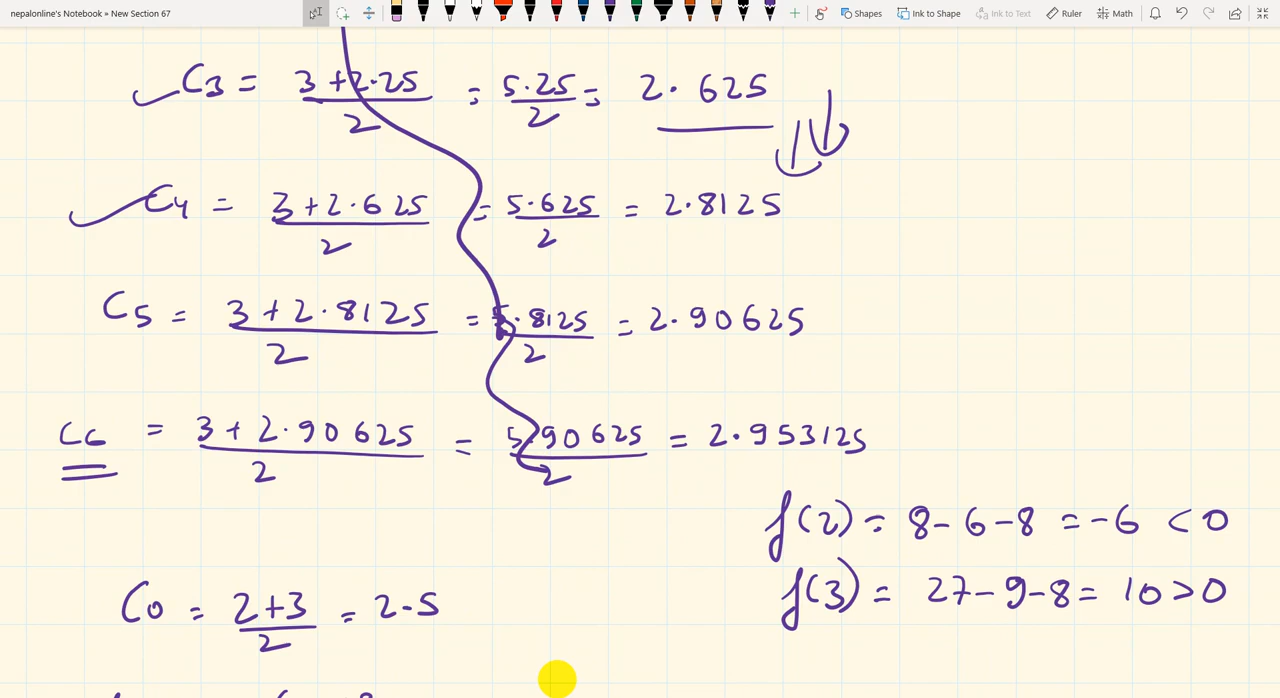 nepalonline's Notebook » New Section 67
Shapes Ink to Shape Ink to Text Ruler Math
C3 = (3 + 2.25)/2 = 5.25/2 = 2.625
C4 = (3 + 2.625)/2 = 5.625/2 = 2.8125
C5 = (3 + 2.8125)/2 = 5.8125/2 = 2.90625
C6 = (3 + 2.90625)/2 = 5.90625/2 = 2.953125
f(2) = 8 - 6 - 8 = -6 < 0
f(3) = 27 - 9 - 8 = 10 > 0
C0 = (2+3)/2 = 2.5